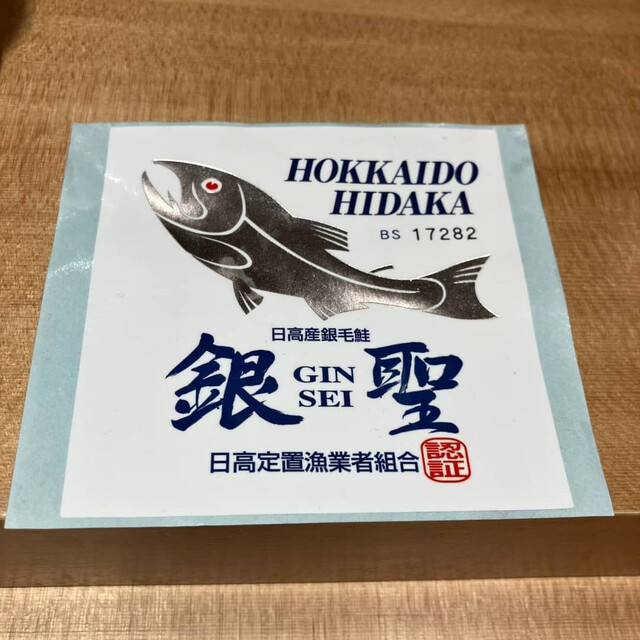 HOKKAIDO
HIDAKA
BS 17282
日高産銀毛鮭
銀 GIN SEI 聖
日高定置漁業者組合 認証